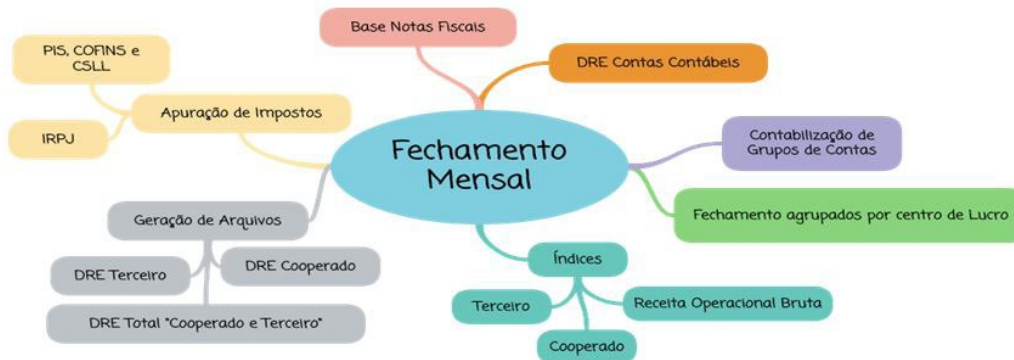 Base Notas Fiscais
PIS, COFINS e
CSLL
DRE Contas Contábeis
Apuração de Impostos
IRPJ
Fechamento
Mensal
Contabilização de
Grupos de Contas
Geração de Arquivos
Fechamento agrupados por centro de Lucro
DRE Terceiro
DRE Cooperado
Índices
DRE Total "Cooperado e Terceiro"
Terceiro
Receita Operacional Bruta
Cooperado